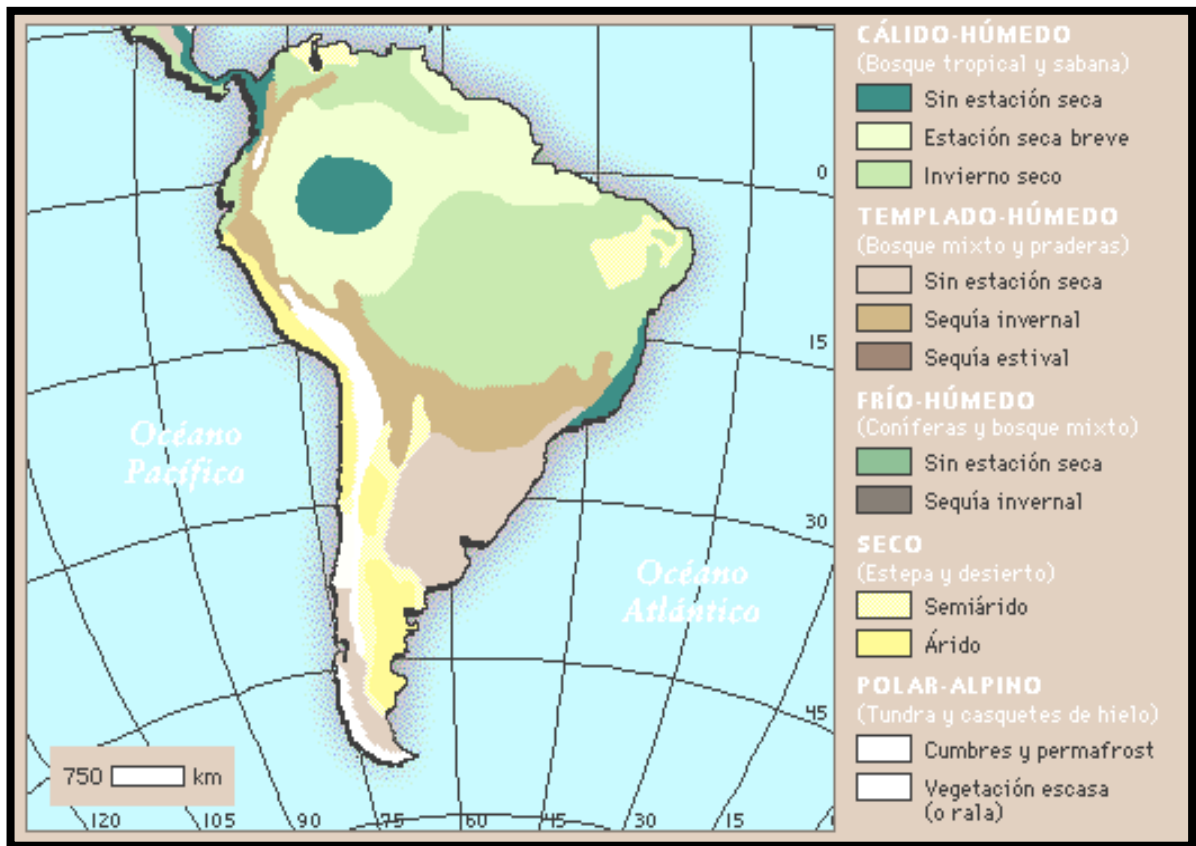 CÁLIDO-HÚMEDO
(Bosque tropical y sabana)
Sin estación seca
Estación seca breve
Invierno seco
TEMPLADO-HÚMEDO
(Bosque mixto y praderas)
Sin estación seca
Sequía invernal
Sequía estival
FRÍO-HÚMEDO
(Coníferas y bosque mixto)
Sin estación seca
Sequía invernal
SECO
(Estepa y desierto)
Semiárido
Árido
POLAR-ALPINO
(Tundra y casquetes de hielo)
Cumbres y permafrost
Vegetación escasa
(o rala)
0
15
30
45
Océano
Pacífico
Océano
Atlántico
750 km
120
105
90
75
60
45
30
15